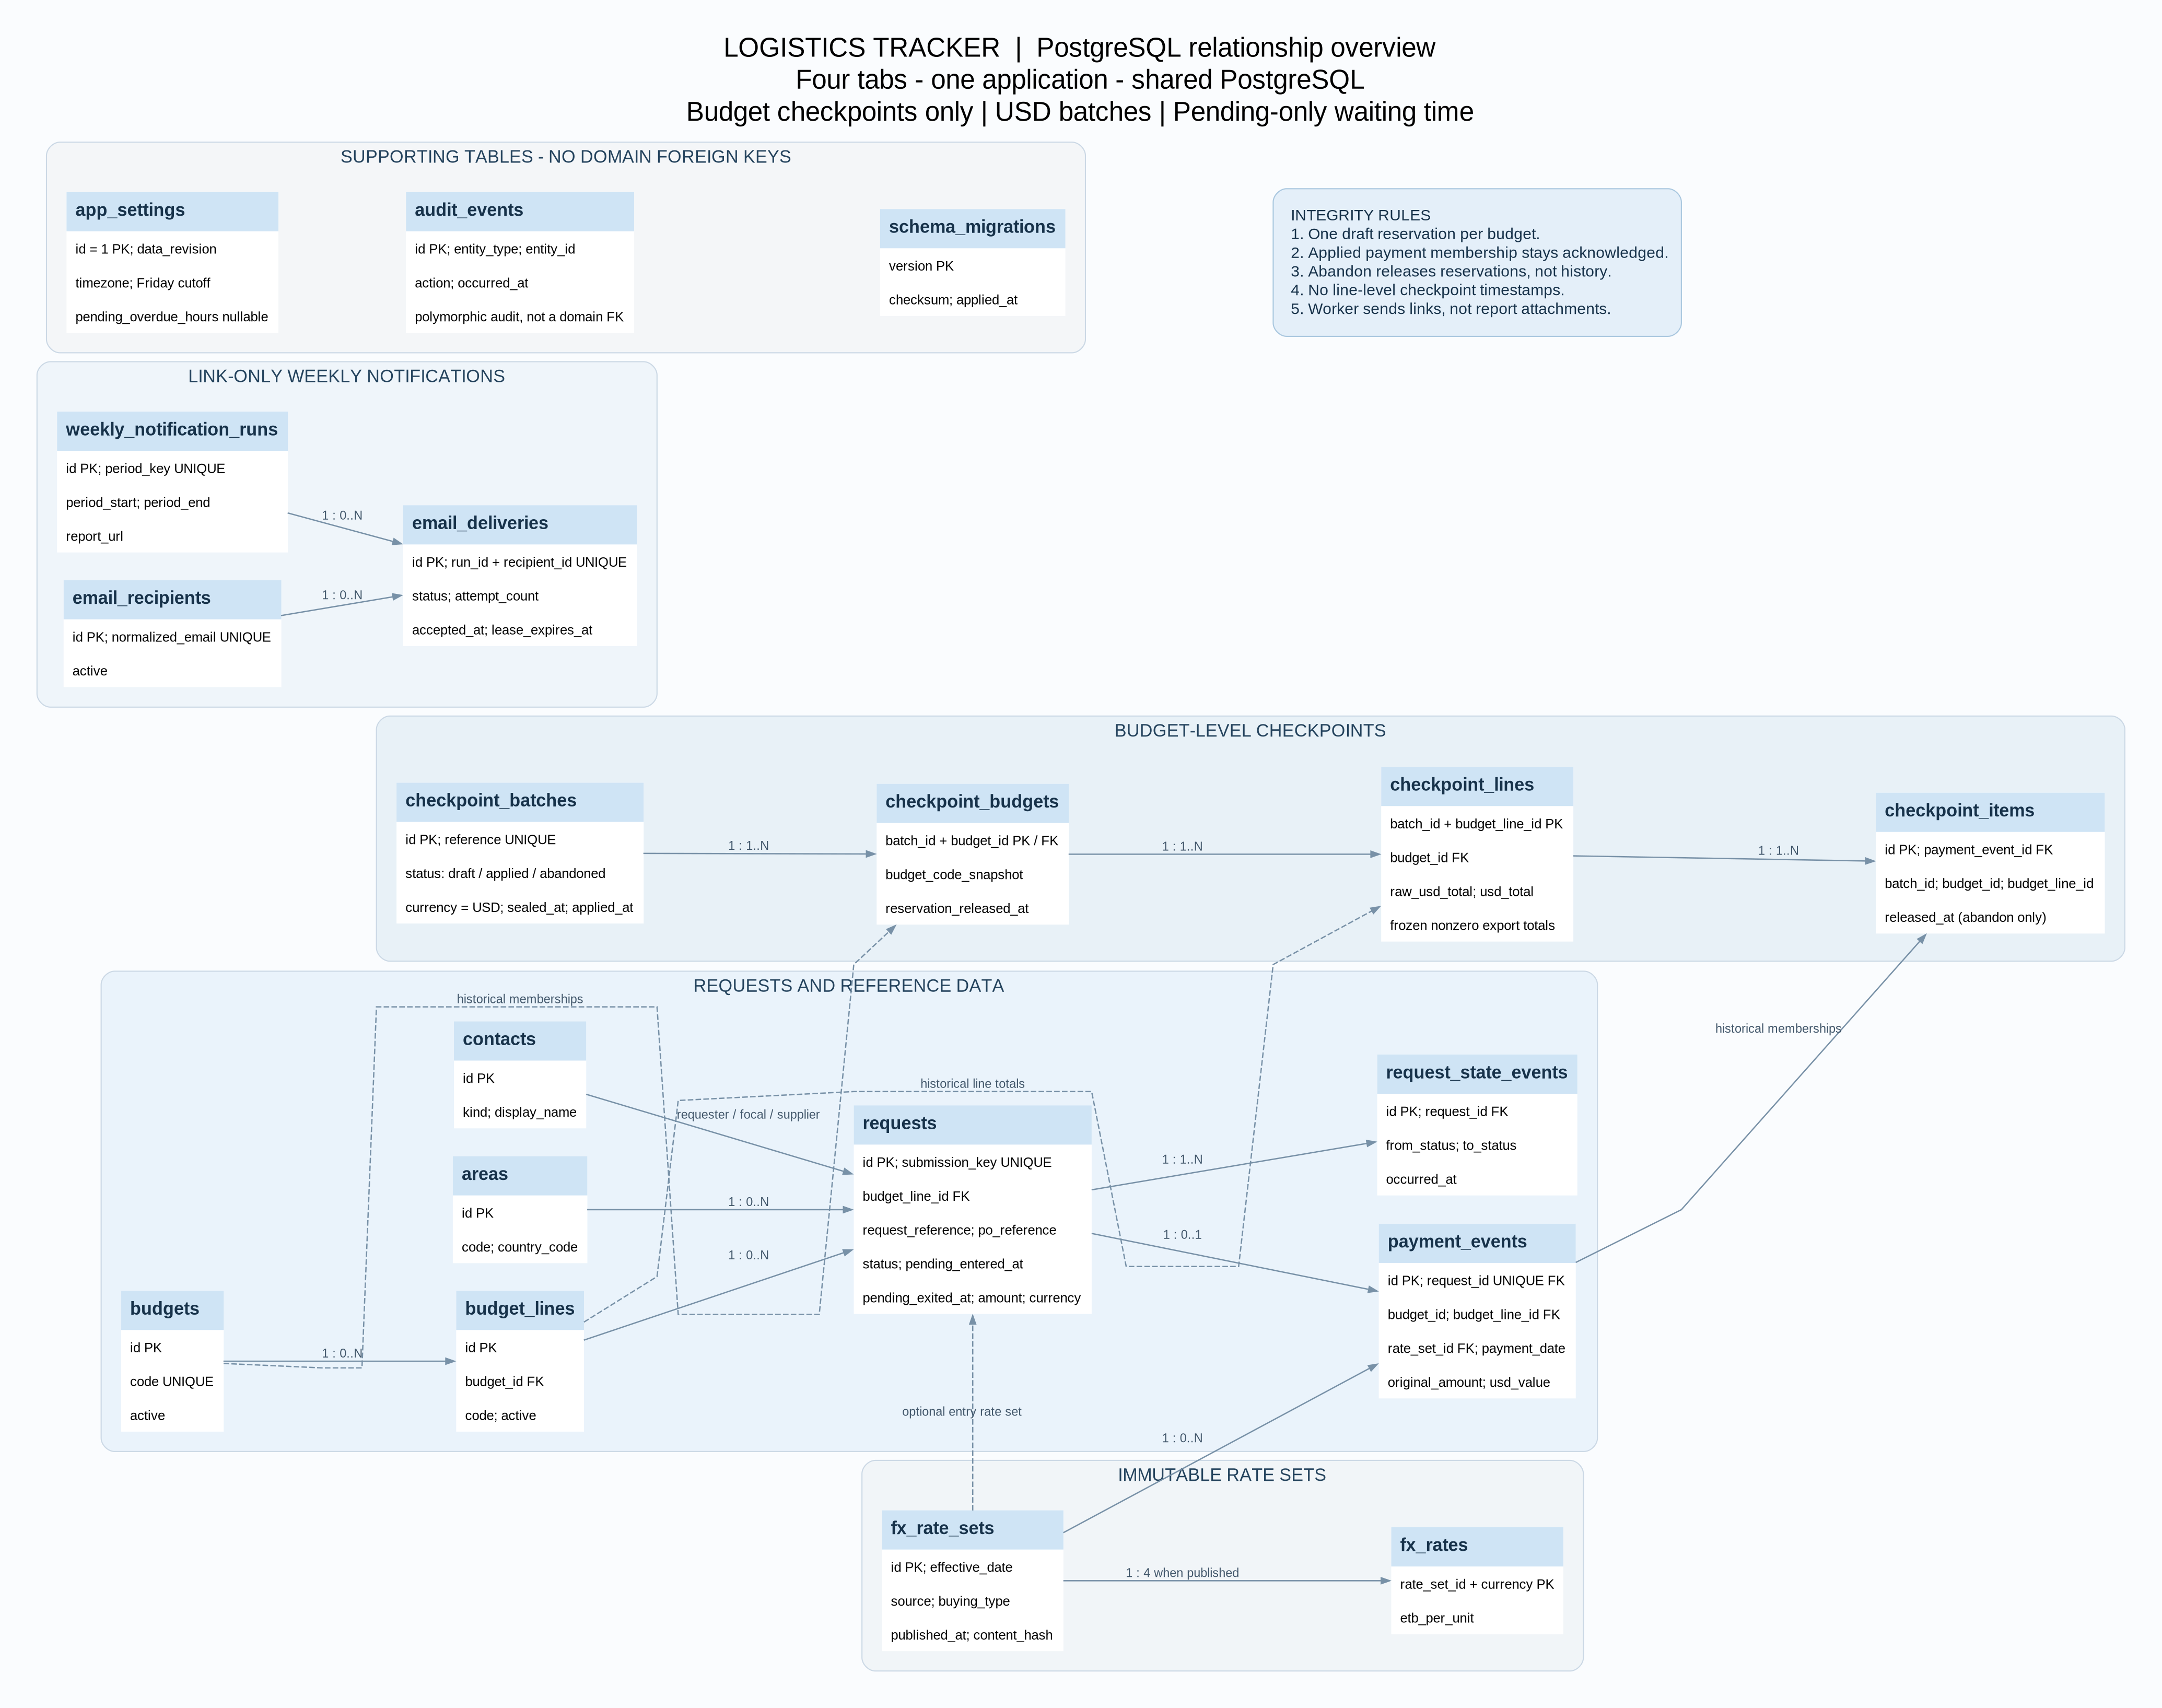 LOGISTICS TRACKER | PostgreSQL relationship overview
Four tabs - one application - shared PostgreSQL
Budget checkpoints only | USD batches | Pending-only waiting time
SUPPORTING TABLES - NO DOMAIN FOREIGN KEYS
app_settings
id = 1 PK; data_revision
timezone; Friday cutoff
pending_overdue_hours nullable
audit_events
id PK; entity_type; entity_id
action; occurred_at
polymorphic audit, not a domain FK
schema_migrations
version PK
checksum; applied_at
INTEGRITY RULES
1. One draft reservation per budget.
2. Applied payment membership stays acknowledged.
3. Abandon releases reservations, not history.
4. No line-level checkpoint timestamps.
5. Worker sends links, not report attachments.
LINK-ONLY WEEKLY NOTIFICATIONS
weekly_notification_runs
id PK; period_key UNIQUE
period_start; period_end
report_url
1 : 0..N
email_recipients
id PK; normalized_email UNIQUE
active
1 : 0..N
email_deliveries
id PK; run_id + recipient_id UNIQUE
status; attempt_count
accepted_at; lease_expires_at
BUDGET-LEVEL CHECKPOINTS
checkpoint_batches
id PK; reference UNIQUE
status: draft / applied / abandoned
currency = USD; sealed_at; applied_at
1 : 1..N
checkpoint_budgets
batch_id + budget_id PK / FK
budget_code_snapshot
reservation_released_at
1 : 1..N
checkpoint_lines
batch_id + budget_line_id PK
budget_id FK
raw_usd_total; usd_total
frozen nonzero export totals
1 : 1..N
checkpoint_items
id PK; payment_event_id FK
batch_id; budget_id; budget_line_id
released_at (abandon only)
REQUESTS AND REFERENCE DATA
historical memberships
contacts
id PK
kind; display_name
requester / focal / supplier
areas
id PK
code; country_code
1 : 0..N
budgets
id PK
code UNIQUE
active
1 : 0..N
budget_lines
id PK
budget_id FK
code; active
1 : 0..N
historical line totals
requests
id PK; submission_key UNIQUE
budget_line_id FK
request_reference; po_reference
status; pending_entered_at
pending_exited_at; amount; currency
1 : 1..N
1 : 0..1
request_state_events
id PK; request_id FK
from_status; to_status
occurred_at
payment_events
id PK; request_id UNIQUE FK
budget_id; budget_line_id FK
rate_set_id FK; payment_date
original_amount; usd_value
historical memberships
optional entry rate set
1 : 0..N
IMMUTABLE RATE SETS
fx_rate_sets
id PK; effective_date
source; buying_type
published_at; content_hash
1 : 4 when published
fx_rates
rate_set_id + currency PK
etb_per_unit